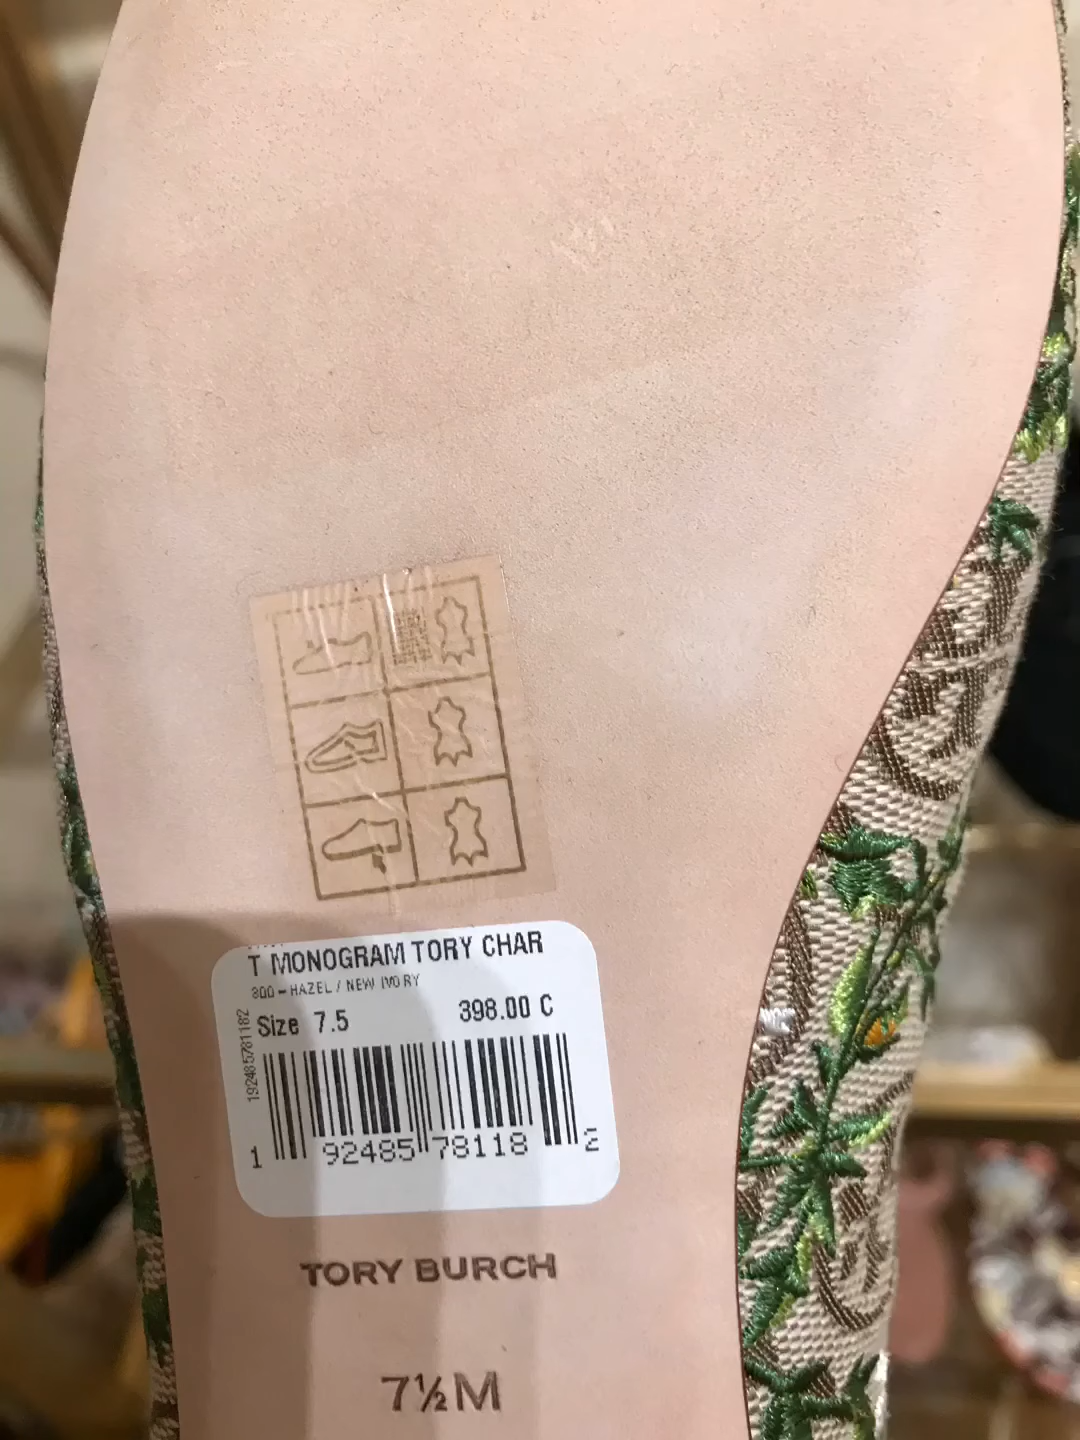 T MONOGRAM TORY CHAR
300 - HAZEL / NEW IVORY
Size 7.5 398.00 C
192485781182
1 92485 78118 2
TORY BURCH
7½ M